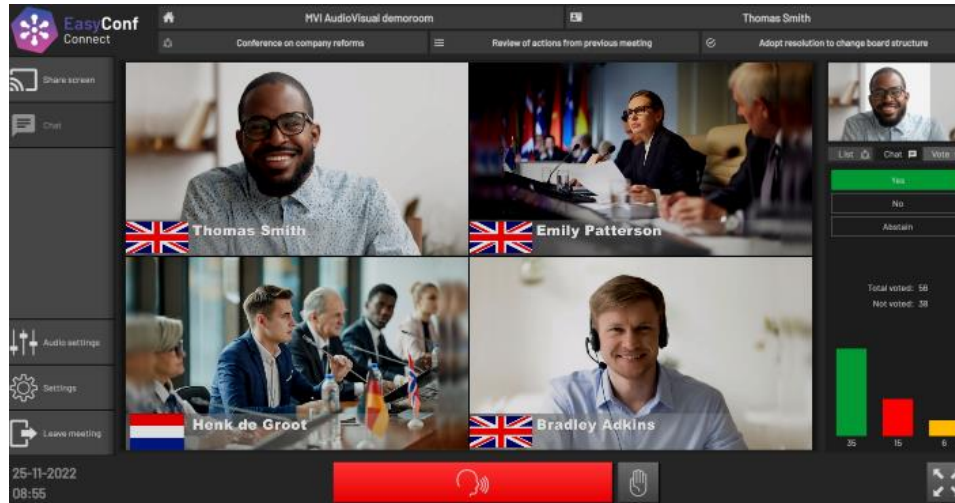 EasyConf
Connect
MVI AudioVisual demoroom
Thomas Smith
Conference on company reforms
Review of actions from previous meeting
Adopt resolution to change board structure
Share screen
Chat
Thomas Smith
Emily Patterson
List
Chat
Vote
Yes
No
Abstain
Total voted: 56
Not voted: 38
Audio settings
Settings
Leave meeting
Henk de Groot
Bradley Adkins
35
15
6
25-11-2022
08:55